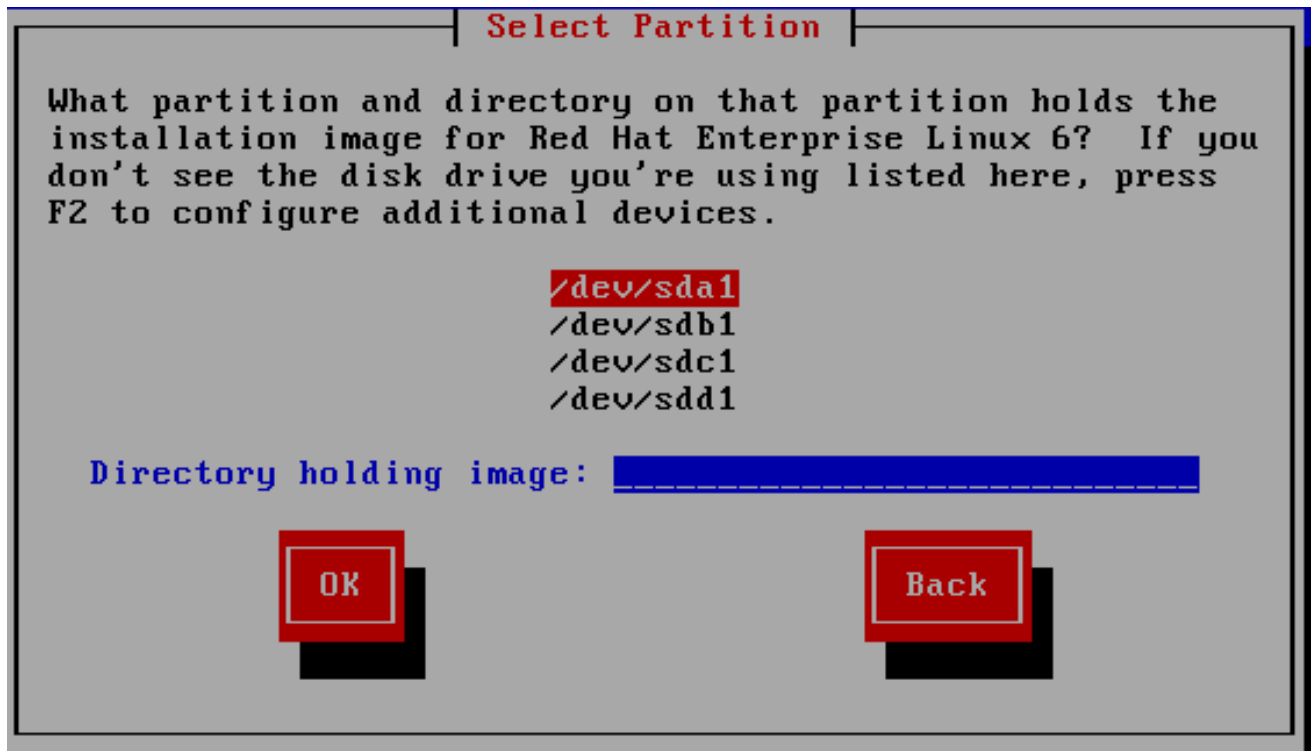 Select Partition
What partition and directory on that partition holds the
installation image for Red Hat Enterprise Linux 6?  If you
don't see the disk drive you're using listed here, press
F2 to configure additional devices.
/dev/sda1
/dev/sdb1
/dev/sdc1
/dev/sdd1
Directory holding image: ____________________________
OK
Back